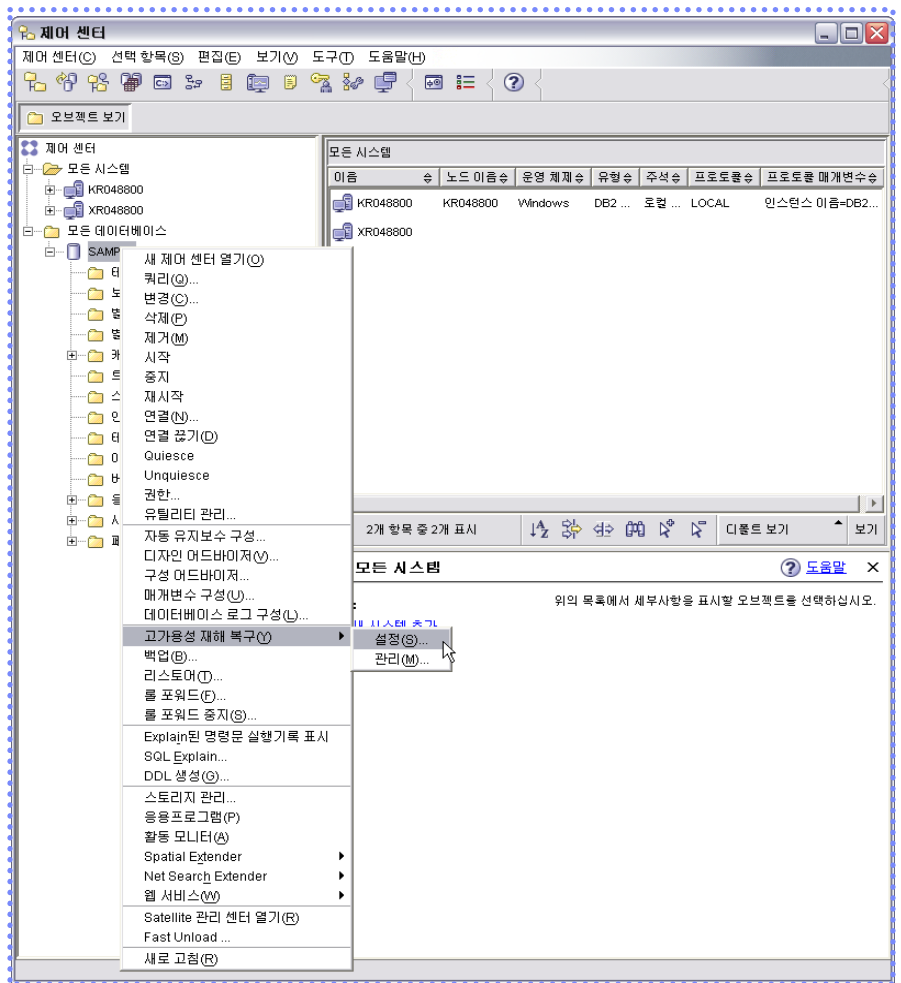 제어 센터
제어 센터(C) 선택 항목(S) 편집(E) 보기(V) 도구(T) 도움말(H)
오브젝트 보기
제어 센터
모든 시스템
KR048800
XR048800
모든 데이터베이스
SAMP
모든 시스템
이름 노드 이름 운영 체제 유형 주석 프로토콜 프로토콜 매개변수
KR048800 KR048800 Windows DB2 ... 로컬 ... LOCAL 인스턴스 이름=DB2...
XR048800
새 제어 센터 열기(O)
쿼리(Q)...
변경(C)...
삭제(P)
제거(M)
시작
중지
재시작
연결(N)...
연결 끊기(D)
Quiesce
Unquiesce
권한...
유틸리티 관리...
자동 유지보수 구성...
디자인 어드바이저(V)...
구성 어드바이저...
매개변수 구성(U)...
데이터베이스 로그 구성(L)...
고가용성 재해 복구(Y)
백업(B)...
리스토어(T)...
롤 포워드(F)...
롤 포워드 중지(S)...
Explain된 명령문 실행기록 표시
SQL Explain...
DDL 생성(G)...
스토리지 관리...
응용프로그램(P)
활동 모니터(A)
Spatial Extender
Net Search Extender
웹 서비스(W)
Satellite 관리 센터 열기(R)
Fast Unload ...
새로 고침(R)
설정(S)...
관리(M)...
2개 항목 중 2개 표시 디폴트 보기 보기
모든 시스템 도움말
위의 목록에서 세부사항을 표시할 오브젝트를 선택하십시오.